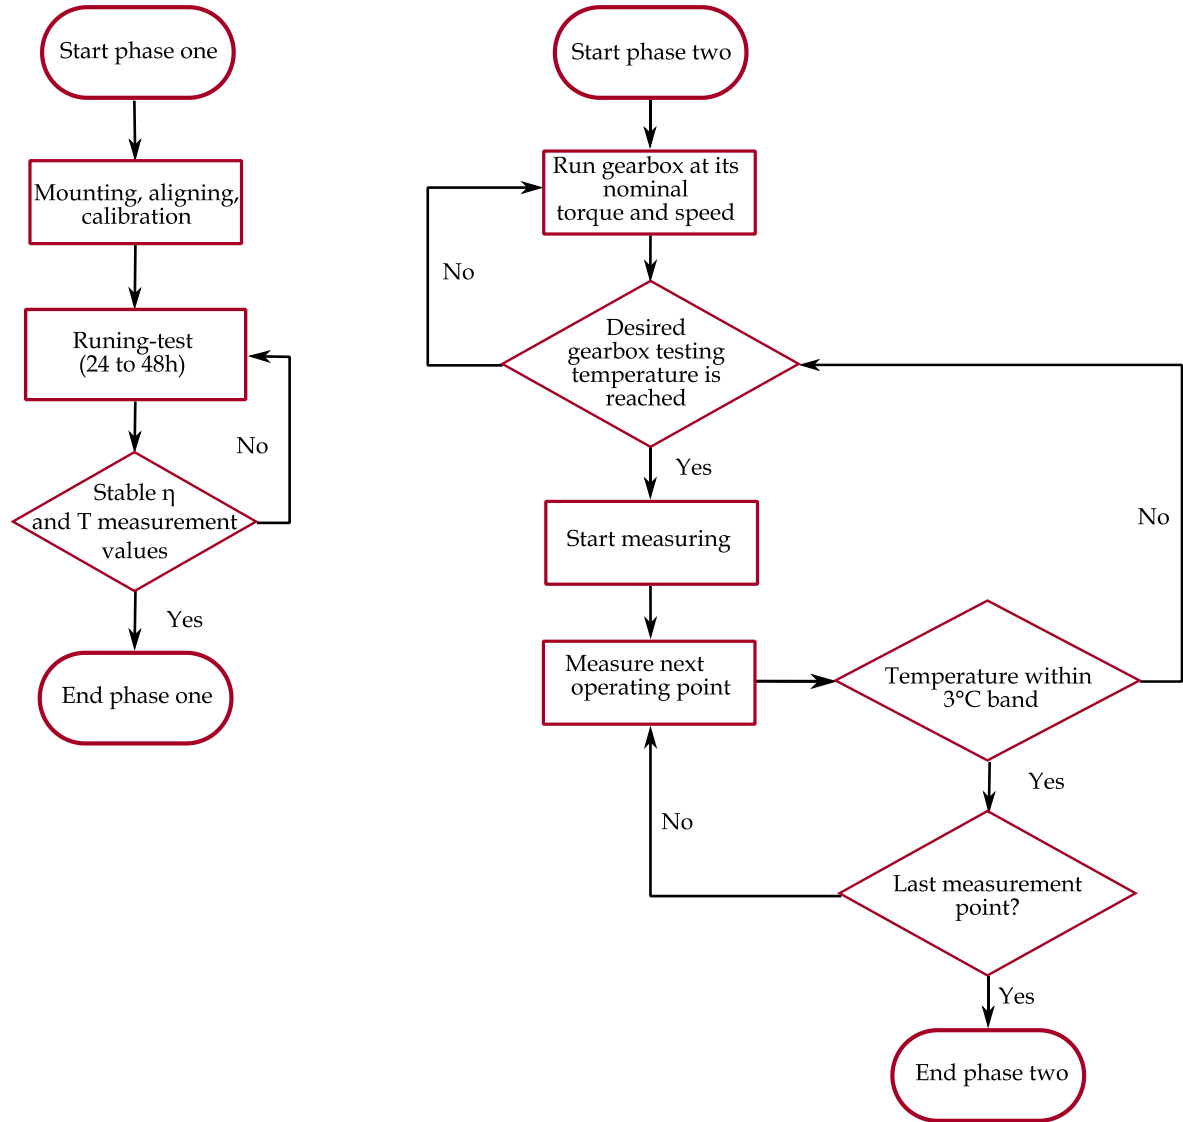 Start phase one
Mounting, aligning,
calibration
Runing-test
(24 to 48h)
No
Stable η
and T measurement
values
Yes
End phase one
Start phase two
Run gearbox at its
nominal
torque and speed
No
Desired
gearbox testing
temperature is
reached
Yes
Start measuring
No
Measure next
operating point
Temperature within
3°C band
Yes
No
Last measurement
point?
Yes
End phase two